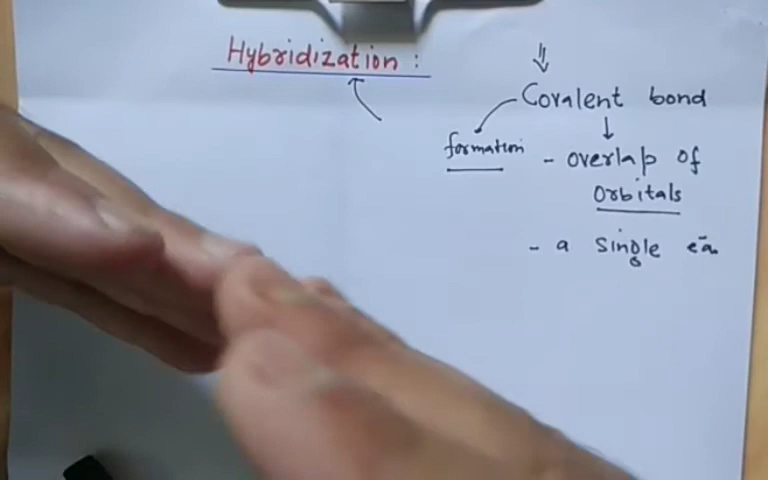 Hybridization :
Covalent bond
formation - overlap of
orbitals
- a single